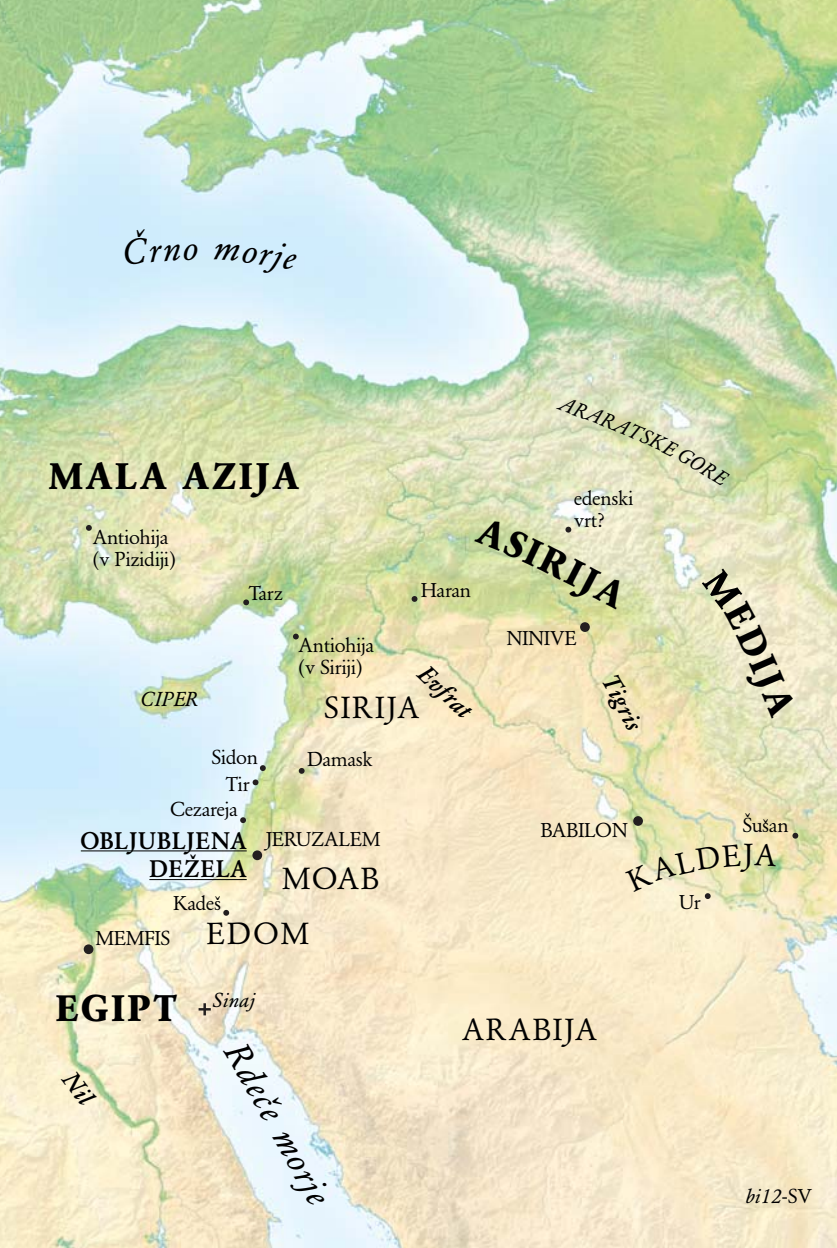 Črno morje
ARARATSKE GORE
MALA AZIJA
edenski
vrt?
Antiohija
(v Pizidiji)
ASIRIJA
MEDIJA
Tarz
Haran
NINIVE
Antiohija
(v Siriji)
CIPER
SIRIJA
Evfrat
Tigris
Sidon
Damask
Tir
Cezareja
OBLJUBLJENA
DEŽELA
JERUZALEM
BABILON
Šušan
KALDEJA
MOAB
Ur
Kadeš
EDOM
MEMFIS
EGIPT
Sinaj
ARABIJA
Nil
Rdeče morje
bi12-SV